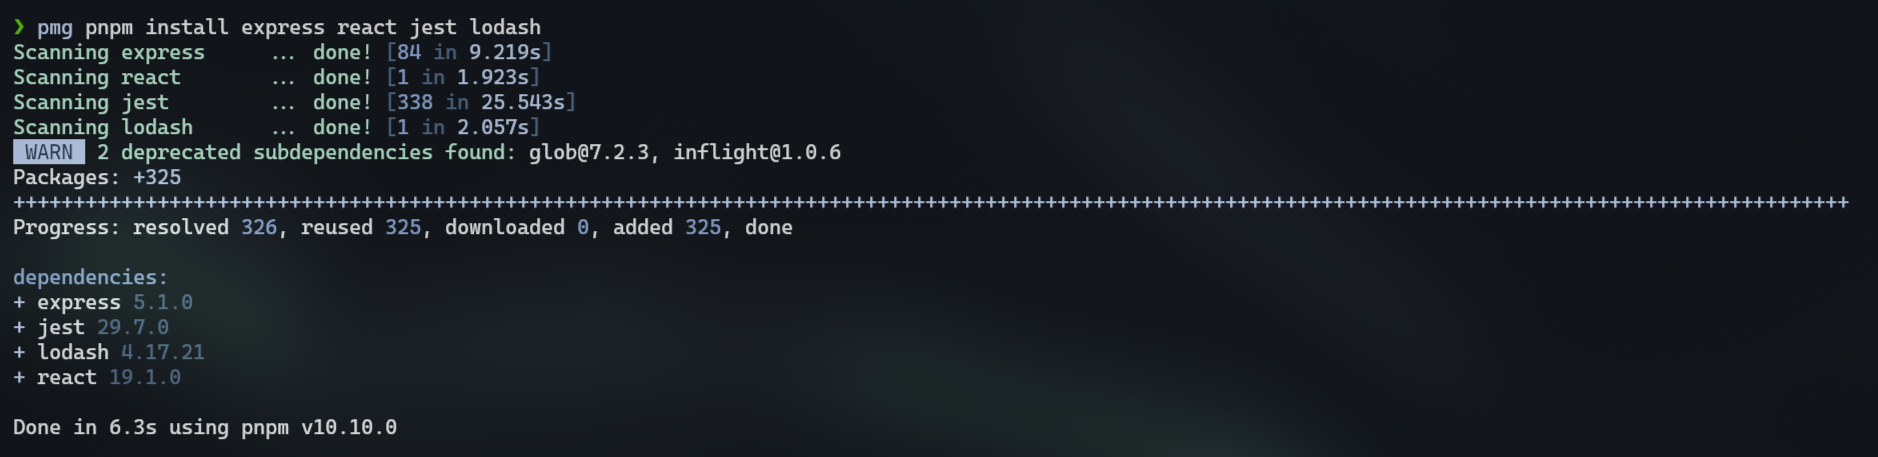 ❯ pmg pnpm install express react jest lodash
Scanning express      ... done! [84 in 9.219s]
Scanning react        ... done! [1 in 1.923s]
Scanning jest         ... done! [338 in 25.543s]
Scanning lodash       ... done! [1 in 2.057s]
WARN 2 deprecated subdependencies found: glob@7.2.3, inflight@1.0.6
Packages: +325
+++++++++++++++++++++++++++++++++++++++++++++++++++++++++++++++++++++++++++++++++++++++++++++++++++++++++++++++++++++++++++++++++++++++++++++++++++++++++
Progress: resolved 326, reused 325, downloaded 0, added 325, done
dependencies:
+ express 5.1.0
+ jest 29.7.0
+ lodash 4.17.21
+ react 19.1.0
Done in 6.3s using pnpm v10.10.0